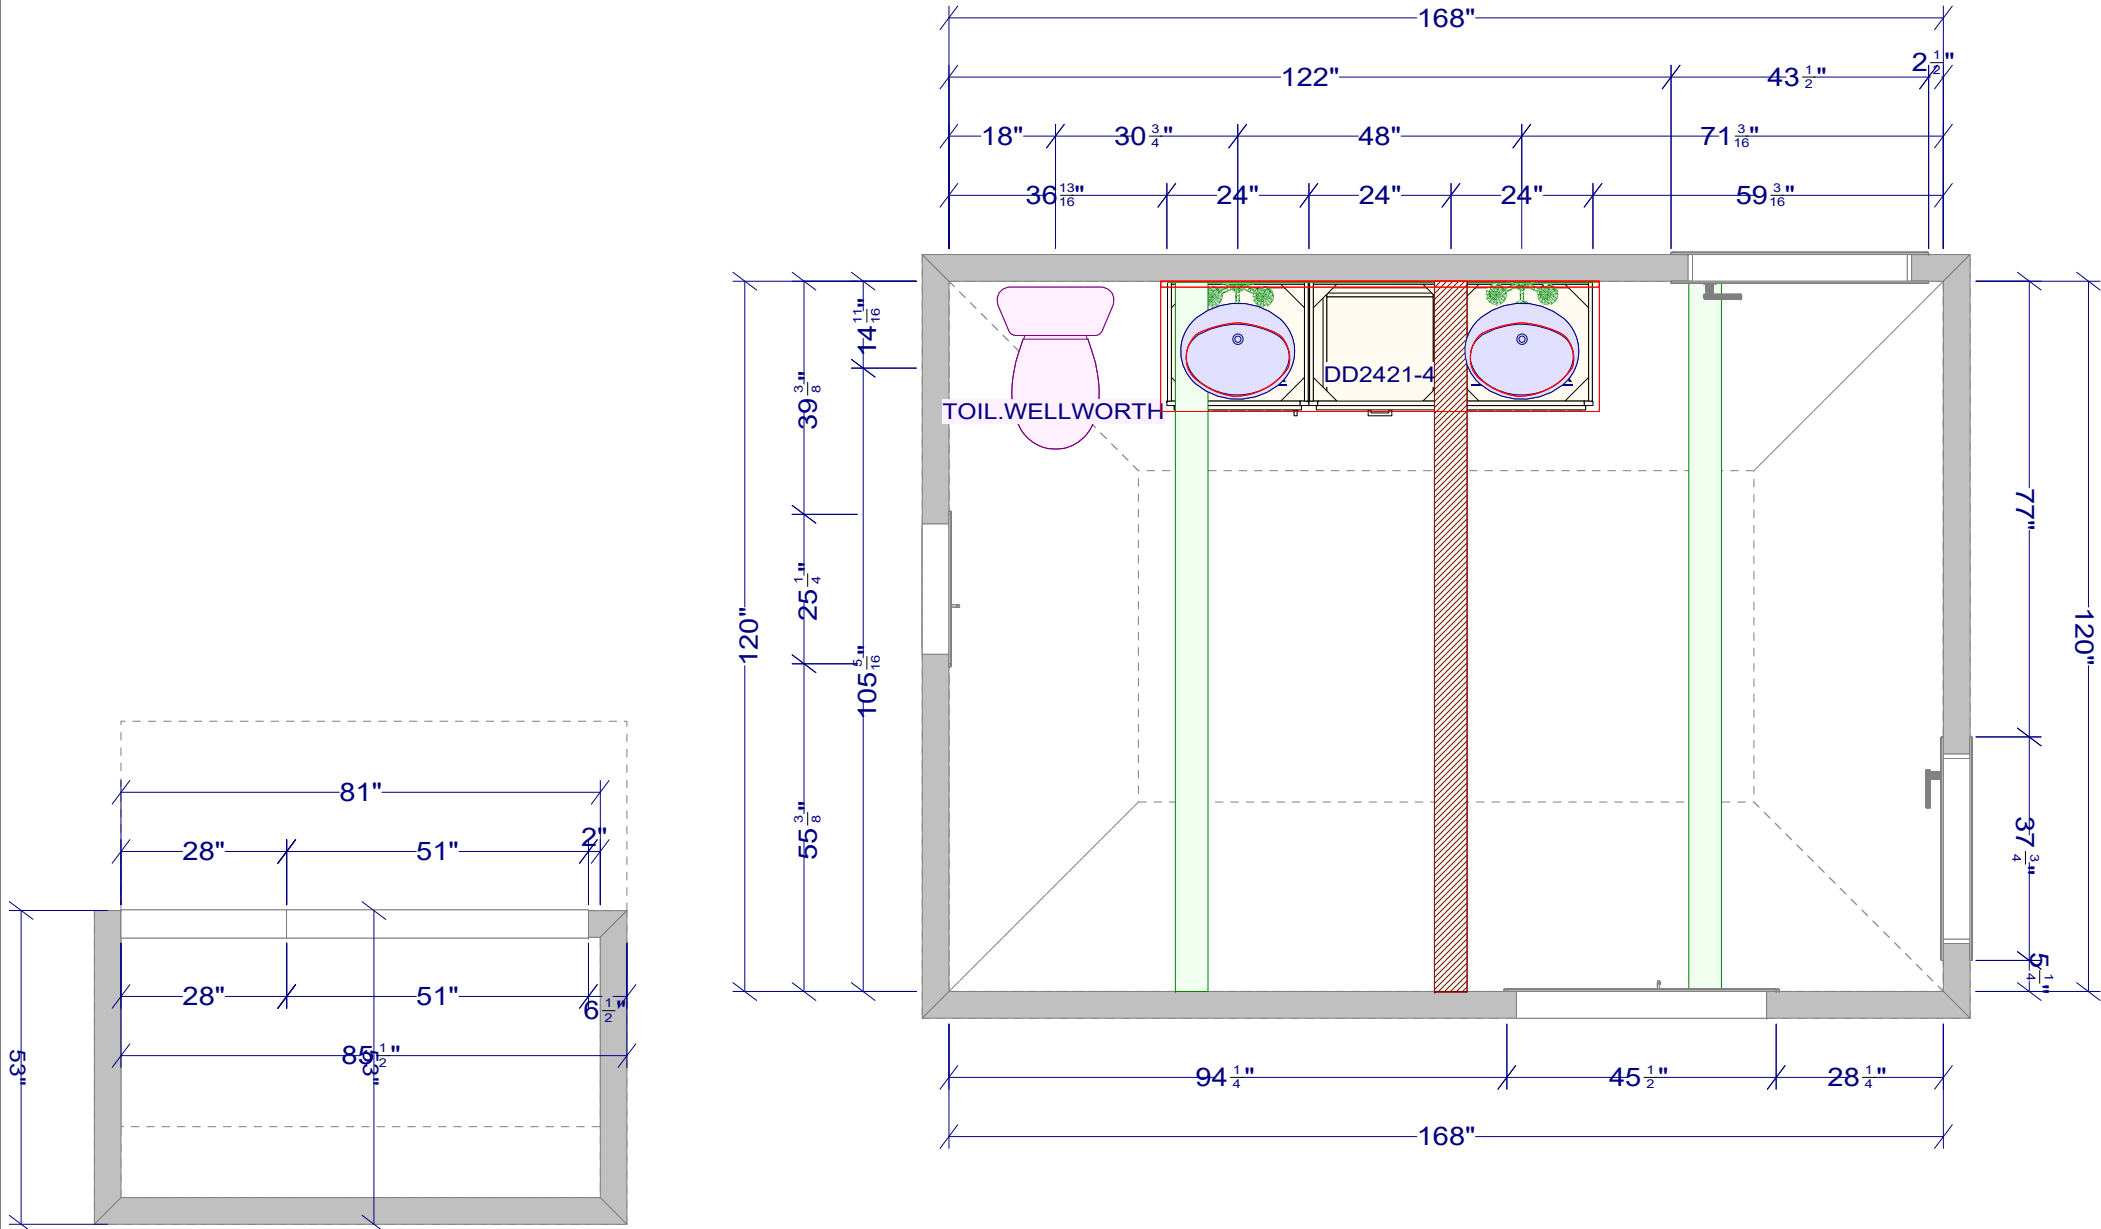 168"
122" 43 1/2" 2 1/2"
18" 30 3/4" 48" 71 3/16"
36 13/16" 24" 24" 24" 59 3/16"
14 11/16"
39 3/8"
DD2421-4
TOIL.WELLWORTH
77"
25 1/4"
120"
120"
105 5/16"
81"
55 3/8"
37 3/4"
28" 51" 2"
5 1/4"
28" 51" 6 1/2"
53" 85 1/2" 53"
94 1/4" 45 1/2" 28 1/4"
168"